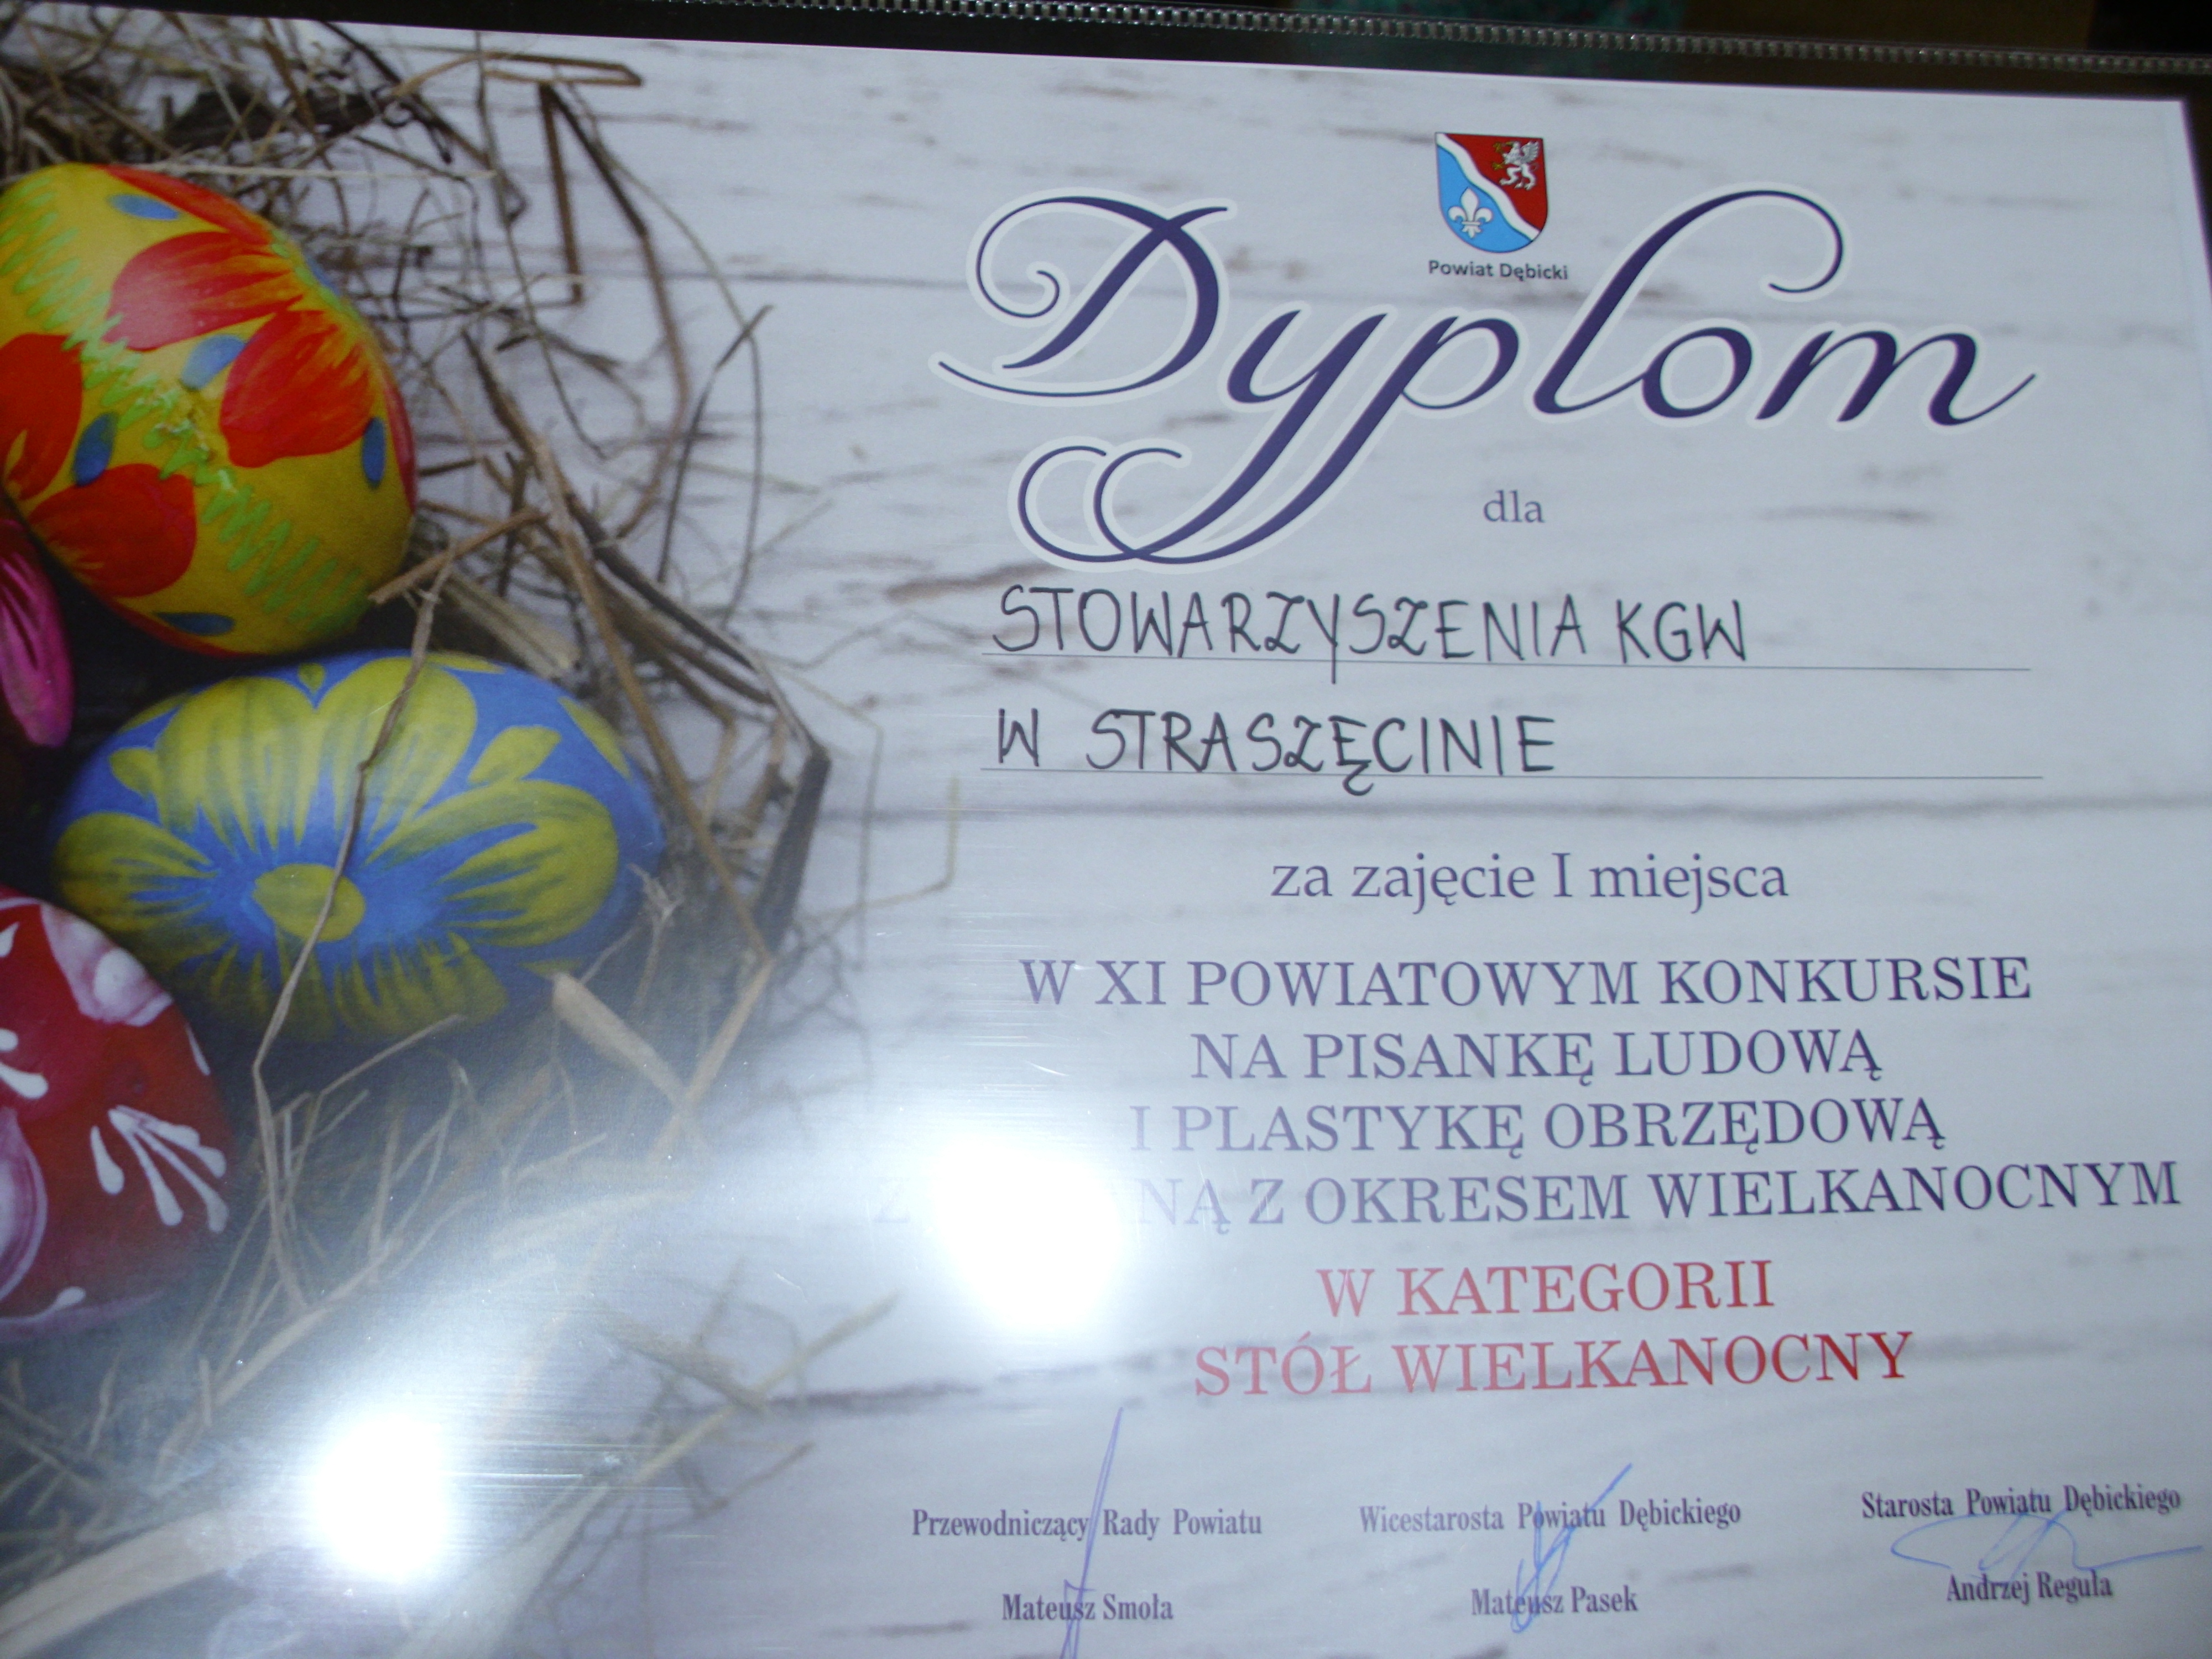 Powiat Dębicki
Dyplom
dla
STOWARZYSZENIA KGW
W STRASZĘCINIE
za zajęcie I miejsca
W XI POWIATOWYM KONKURSIE
NA PISANKĘ LUDOWĄ
I PLASTYKĘ OBRZĘDOWĄ
Z OKRESEM WIELKANOCNYM
W KATEGORII
STÓŁ WIELKANOCNY
Przewodniczący Rady Powiatu
Mateusz Smoła
Wicestarosta Powiatu Dębickiego
Mateusz Pasek
Starosta Powiatu Dębickiego
Andrzej Reguła